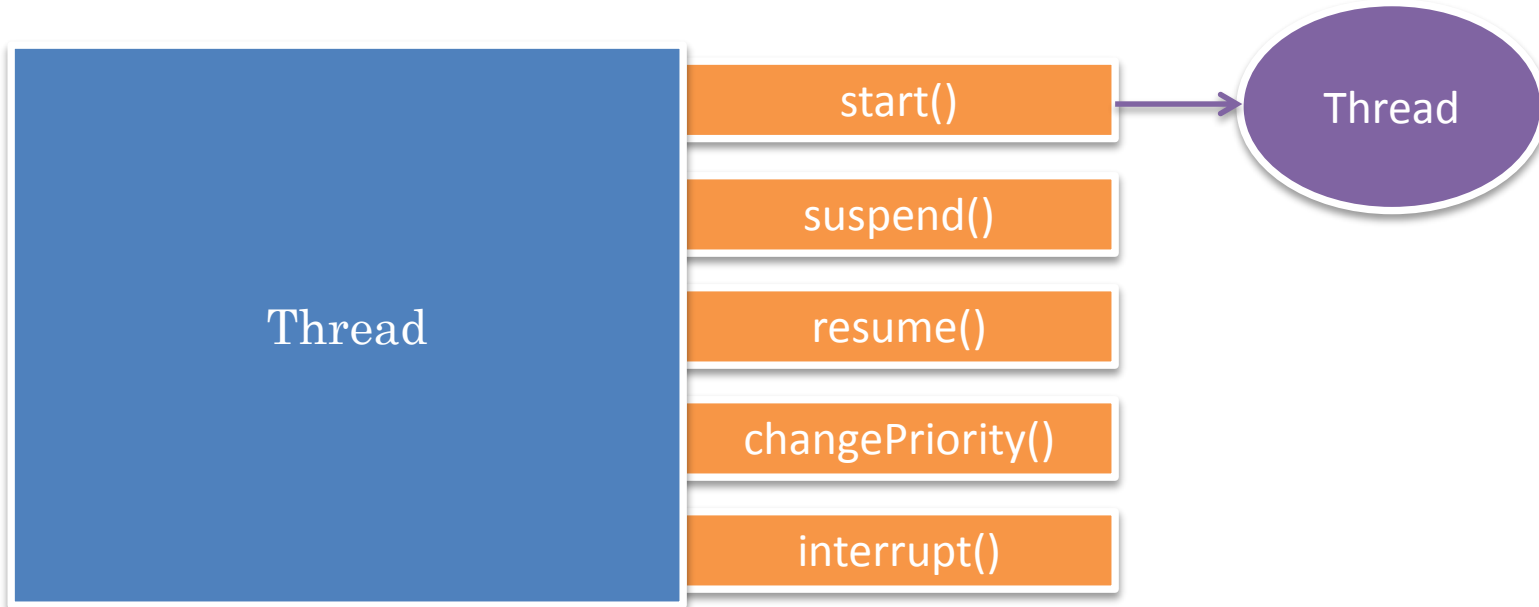 start()
Thread
suspend()
Thread
resume()
changePriority()
interrupt()